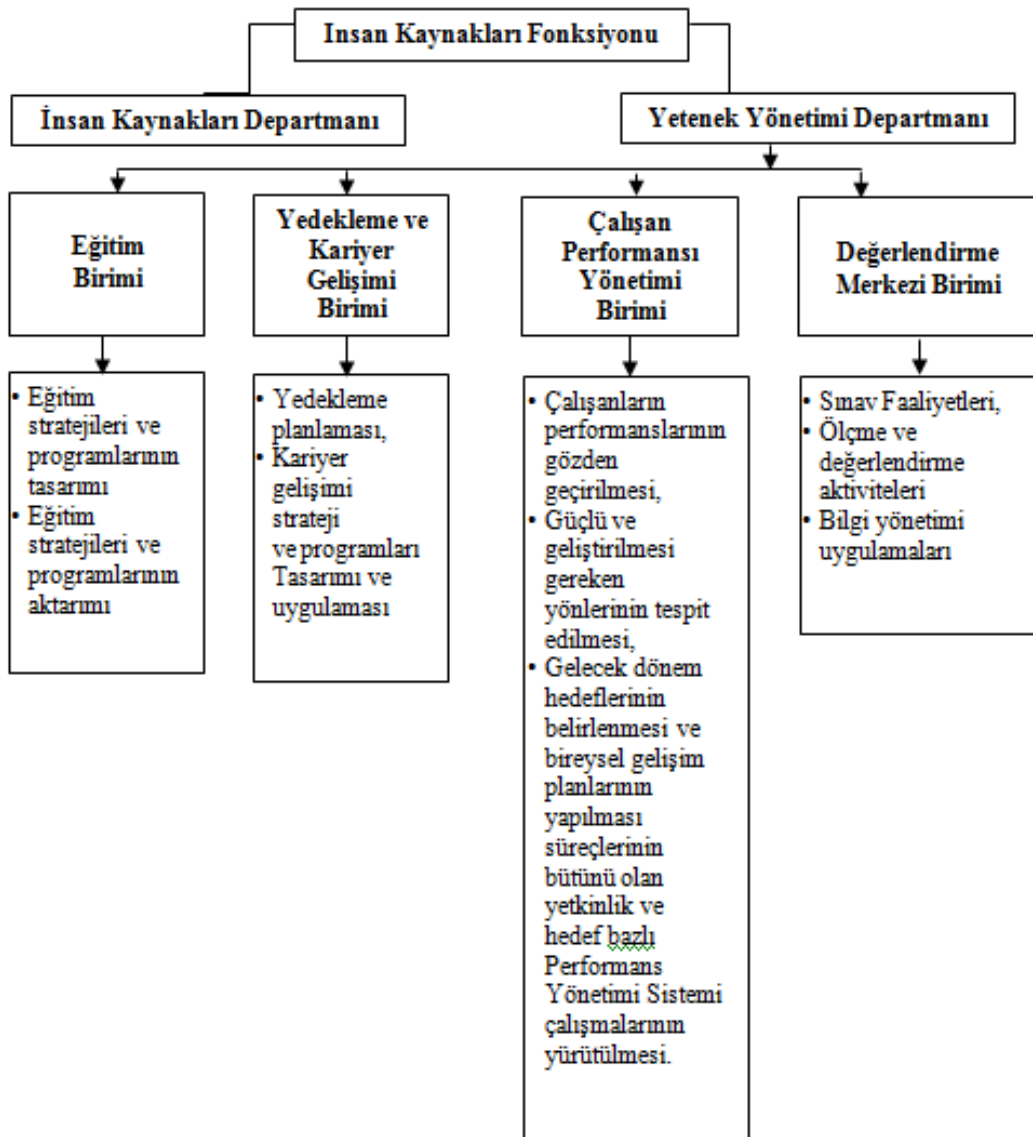 Insan Kaynakları Fonksiyonu
İnsan Kaynakları Departmanı
Yetenek Yönetimi Departmanı
Eğitim
Birimi
Yedekleme ve
Kariyer
Gelişimi
Birimi
Çalışan
Performansı
Yönetimi
Birimi
Değerlendirme
Merkezi Birimi
• Eğitim
stratejileri ve
programlarının
tasarımı
• Eğitim
stratejileri ve
programlarının
aktarımı
• Yedekleme
planlaması,
• Kariyer
gelişimi
strateji
ve programları
Tasarımı ve
uygulaması
• Çalışanların
performanslarının
gözden
geçirilmesi,
• Güçlü ve
geliştirilmesi
gereken
yönlerinin tespit
edilmesi,
• Gelecek dönem
hedeflerinin
belirlenmesi ve
bireysel gelişim
planlarının
yapılması
süreçlerinin
bütünü olan
yetkinlik ve
hedef bazlı
Performans
Yönetimi Sistemi
çalışmalarının
yürütülmesi.
• Sınav Faaliyetleri,
• Ölçme ve
değerlendirme
aktiviteleri
• Bilgi yönetimi
uygulamaları